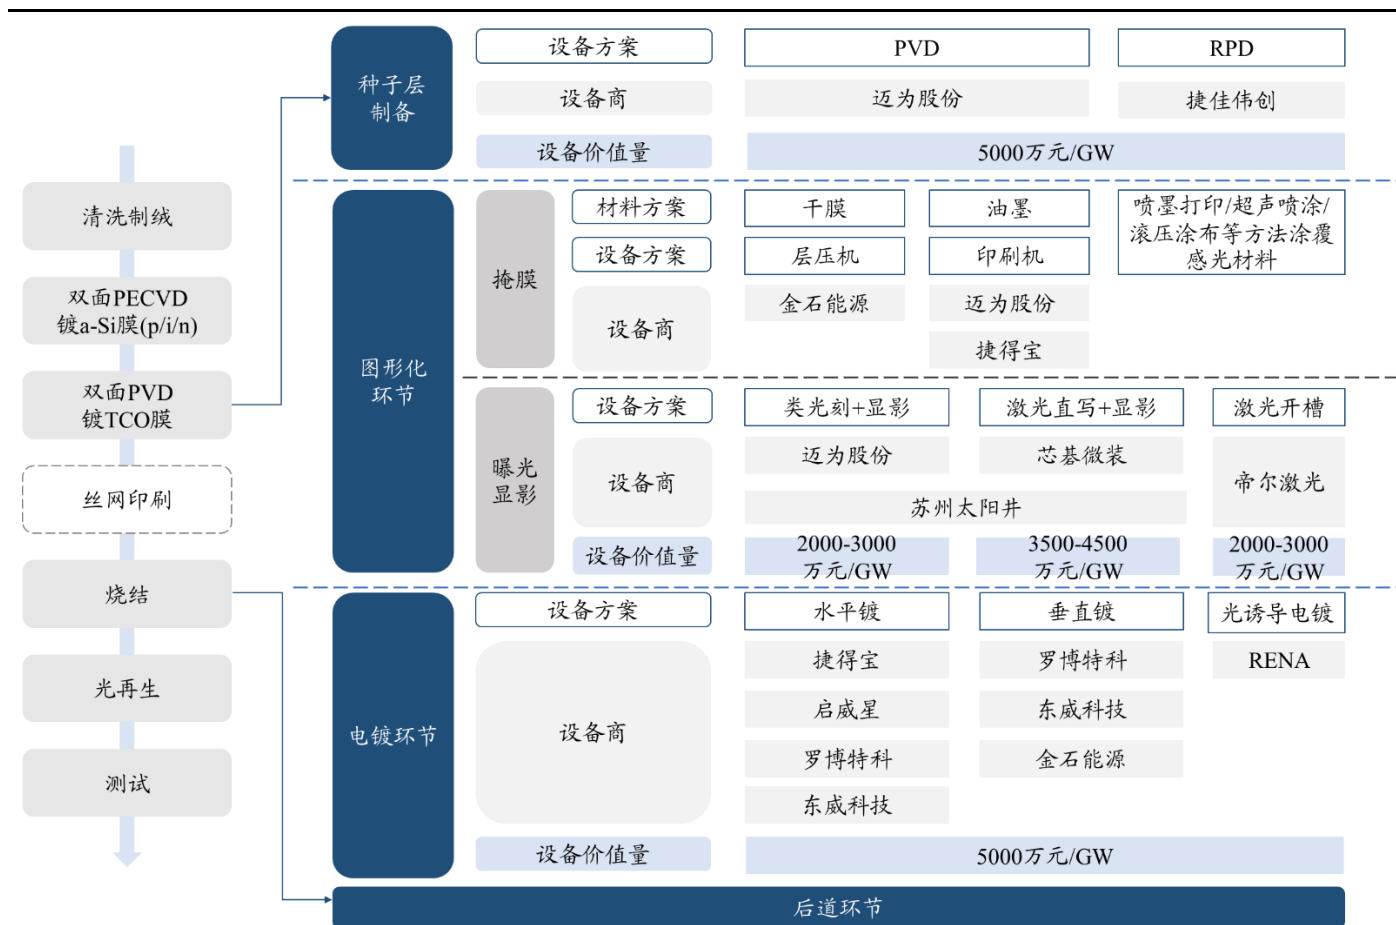 清洗制绒
双面PECVD
镀a-Si膜(p/i/n)
双面PVD
镀TCO膜
丝网印刷
烧结
光再生
测试
种子层
制备
设备方案
PVD
RPD
设备商
迈为股份
捷佳伟创
设备价值量
5000万元/GW
图形化
环节
掩膜
材料方案
干膜
油墨
喷墨打印/超声喷涂/
滚压涂布等方法涂覆
感光材料
设备方案
层压机
印刷机
设备商
金石能源
迈为股份
捷得宝
曝光
显影
设备方案
类光刻+显影
激光直写+显影
激光开槽
设备商
迈为股份
芯碁微装
帝尔激光
苏州太阳井
设备价值量
2000-3000
万元/GW
3500-4500
万元/GW
2000-3000
万元/GW
电镀环节
设备方案
水平镀
垂直镀
光诱导电镀
设备商
捷得宝
罗博特科
RENA
启威星
东威科技
罗博特科
金石能源
东威科技
设备价值量
5000万元/GW
后道环节